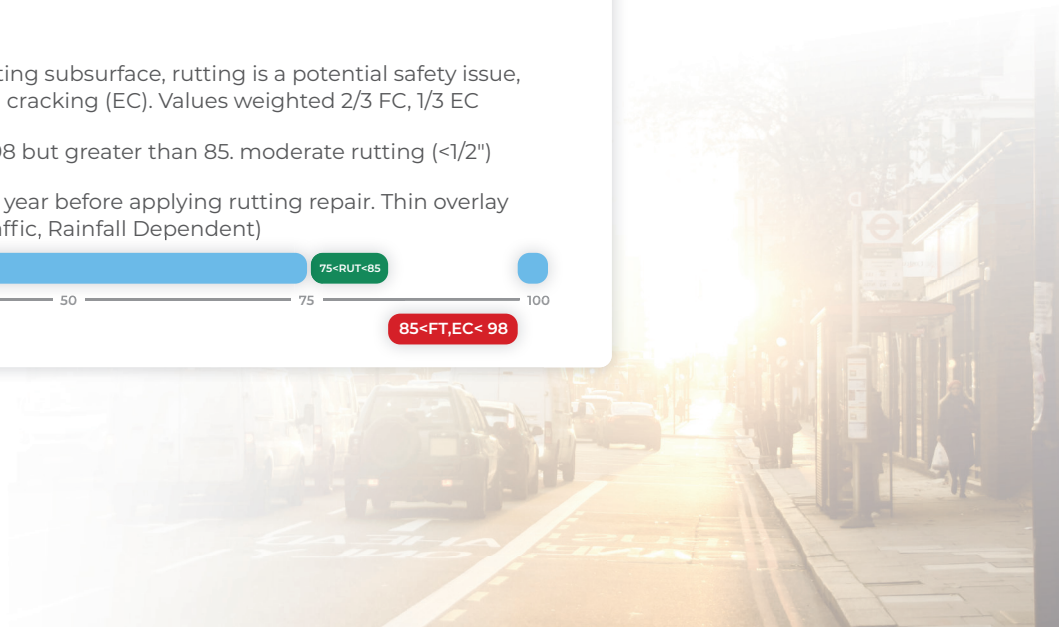 ting subsurface, rutting is a potential safety issue,
cracking (EC). Values weighted 2/3 FC, 1/3 EC
98 but greater than 85. moderate rutting (<1/2")
year before applying rutting repair. Thin overlay
affic, Rainfall Dependent)
75<RUT<85
50 75 100
85<FT,EC< 98